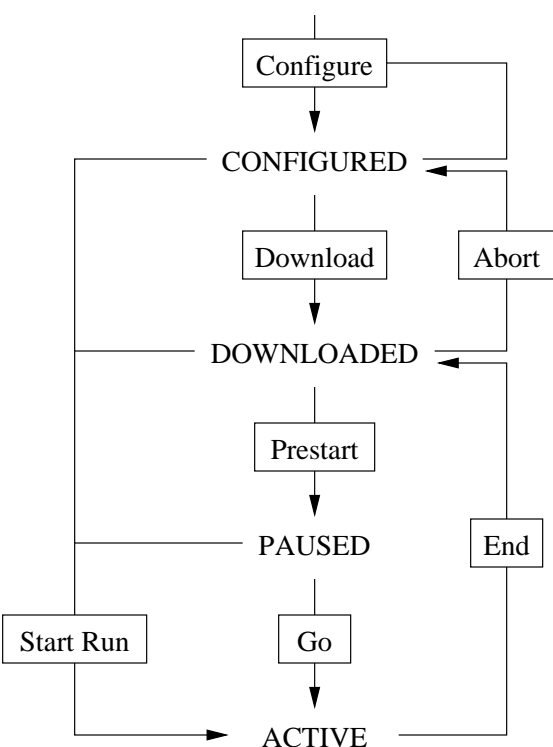 Configure
CONFIGURED
Download
Abort
DOWNLOADED
Prestart
PAUSED
End
Start Run
Go
ACTIVE